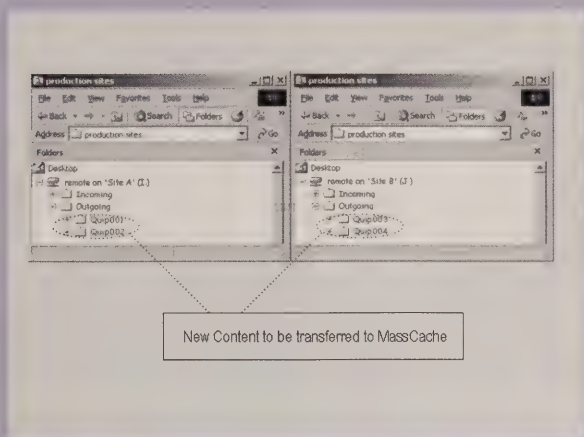 production sites
File Edit View Favorites Tools Help
Back Search Folders
Address production sites Go
Folders
Desktop
remote on 'Site A' (I:)
Incoming
Outgoing
Quip001
Quip002
production sites
File Edit View Favorites Tools Help
Back Search Folders
Address production sites Go
Folders
Desktop
remote on 'Site B' (J:)
Incoming
Outgoing
Quip003
Quip004
New Content to be transferred to MassCache